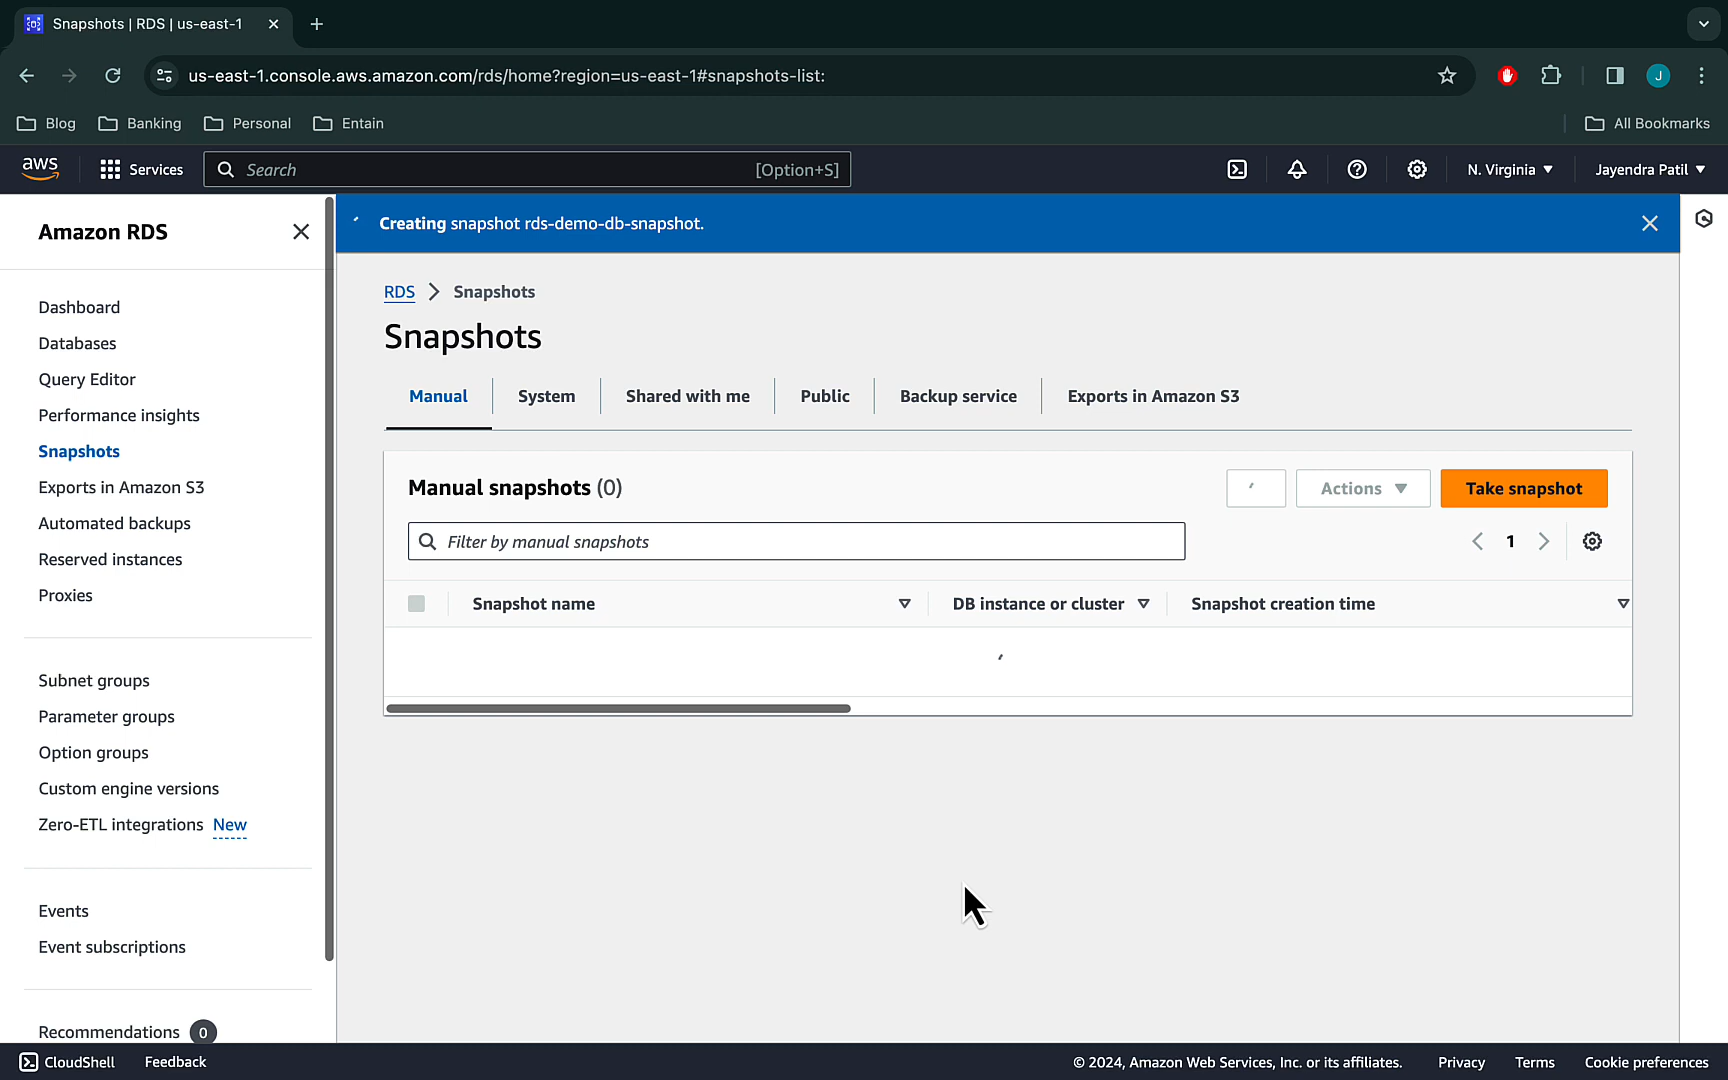 Snapshots | RDS | us-east-1
us-east-1.console.aws.amazon.com/rds/home?region=us-east-1#snapshots-list:
J
Blog
Banking
Personal
Entain
All Bookmarks
aws
Services
Search
[Option+S]
N. Virginia
Jayendra Patil
Amazon RDS
Dashboard
Databases
Query Editor
Performance insights
Snapshots
Exports in Amazon S3
Automated backups
Reserved instances
Proxies
Subnet groups
Parameter groups
Option groups
Custom engine versions
Zero-ETL integrations New
Events
Event subscriptions
Recommendations 0
Creating snapshot rds-demo-db-snapshot.
RDS > Snapshots
Snapshots
Manual
System
Shared with me
Public
Backup service
Exports in Amazon S3
Manual snapshots (0)
Actions
Take snapshot
Filter by manual snapshots
1
Snapshot name
DB instance or cluster
Snapshot creation time
CloudShell
Feedback
© 2024, Amazon Web Services, Inc. or its affiliates.
Privacy
Terms
Cookie preferences